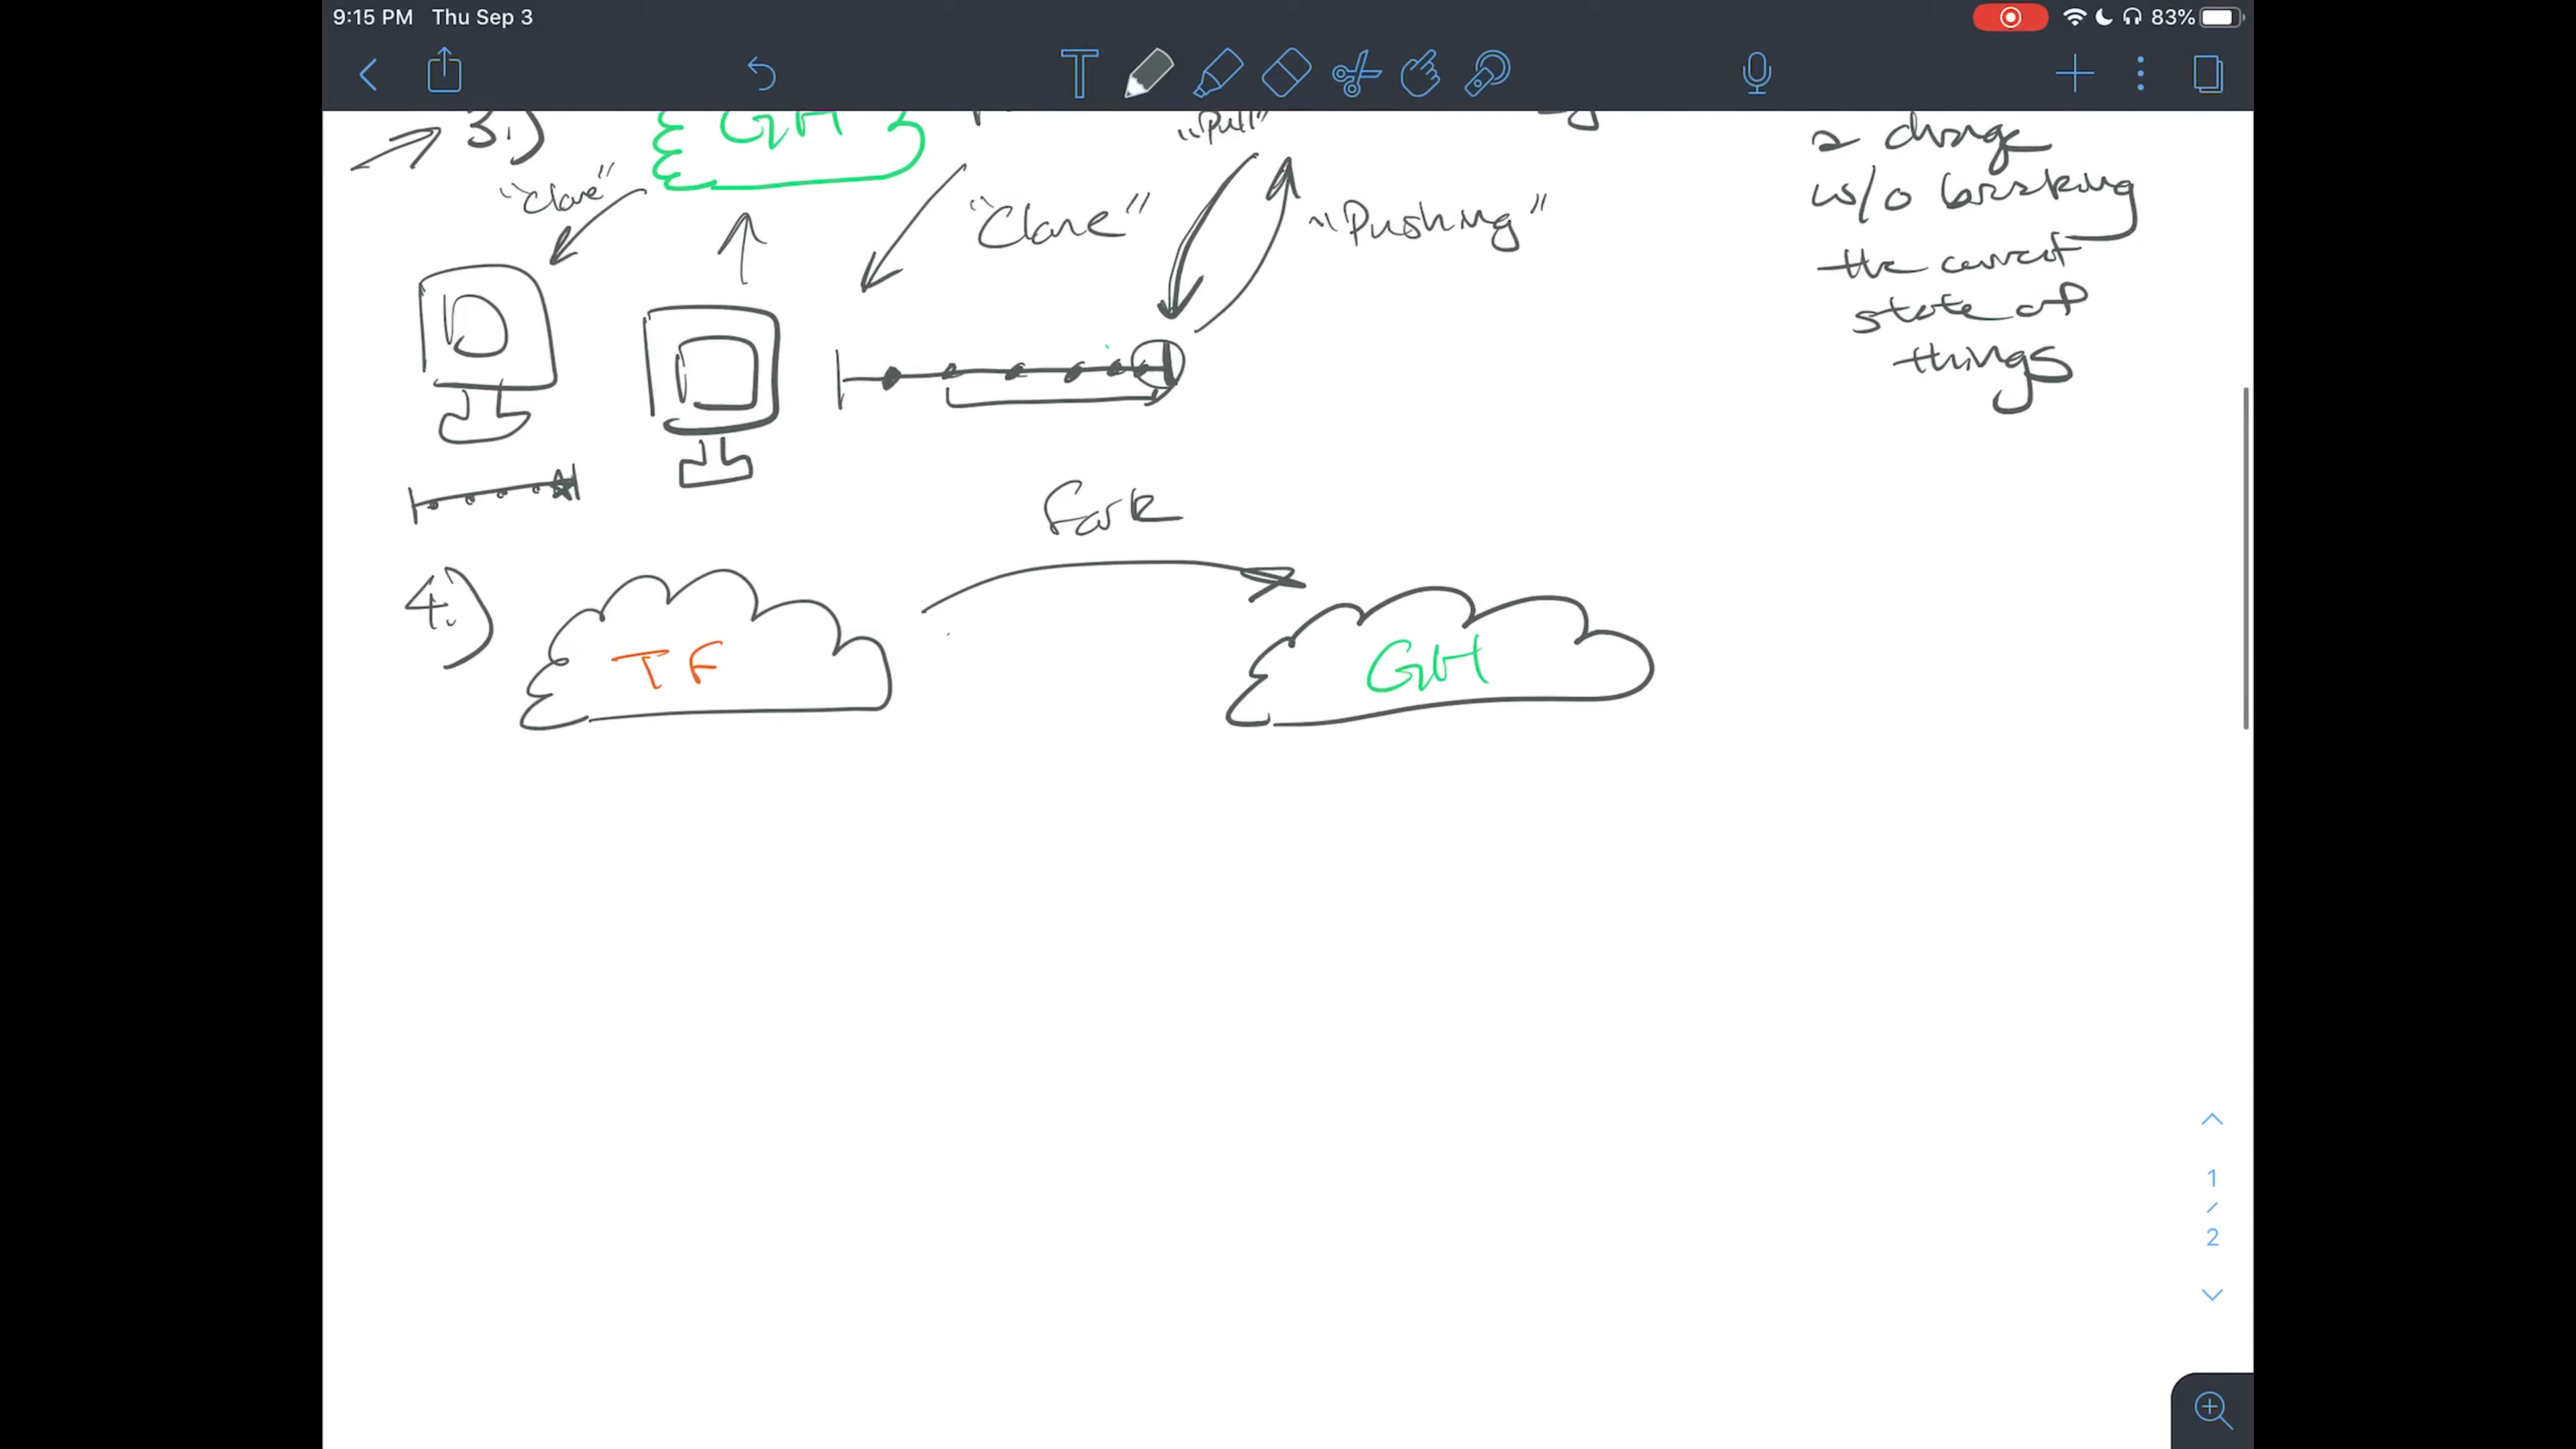 9:15 PM Thu Sep 3
83%
T
3.)
GH
"Pull"
"Clone"
"Clone"
"Pushing"
a change
w/o breaking
the current
state of
things
Fork
4.)
TF
GH
1
/
2